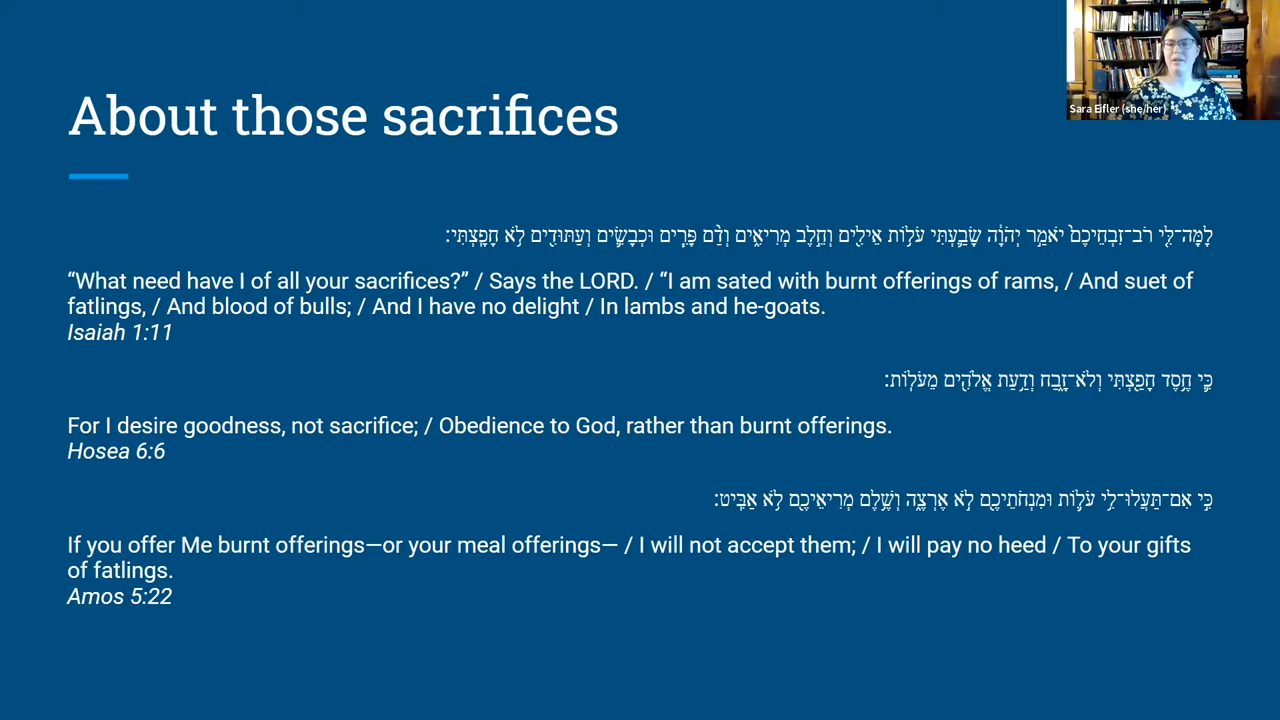 About those sacrifices
Sara Eifler (she/her)
לָמָּה־לִּ֤י רֹב־זִבְחֵיכֶם֙ יֹאמַ֣ר יְהֹוָ֔ה שָׂבַ֛עְתִּי עֹל֥וֹת אֵילִ֖ים וְחֵ֣לֶב מְרִיאִ֑ים וְדַ֨ם פָּרִ֧ים וּכְבָשִׂ֛ים וְעַתּוּדִ֖ים לֹ֥א חָפָֽצְתִּי׃
“What need have I of all your sacrifices?” / Says the LORD. / “I am sated with burnt offerings of rams, / And suet of
fatlings, / And blood of bulls; / And I have no delight / In lambs and he-goats.
Isaiah 1:11
כִּ֛י חֶ֥סֶד חָפַ֖צְתִּי וְלֹא־זָ֑בַח וְדַ֥עַת אֱלֹהִ֖ים מֵעֹלֽוֹת׃
For I desire goodness, not sacrifice; / Obedience to God, rather than burnt offerings.
Hosea 6:6
כִּ֣י אִם־תַּעֲלוּ־לִ֥י עֹל֛וֹת וּמִנְחֹתֵיכֶ֖ם לֹ֣א אֶרְצֶ֑ה וְשֶׁ֥לֶם מְרִיאֵיכֶ֖ם לֹ֥א אַבִּֽיט׃
If you offer Me burnt offerings—or your meal offerings— / I will not accept them; / I will pay no heed / To your gifts
of fatlings.
Amos 5:22